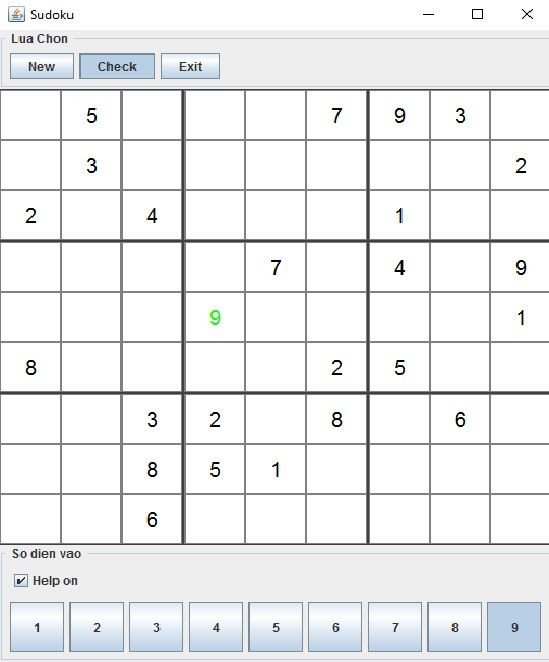 Sudoku
Lua Chon
New Check Exit
5 7 9 3
3 2
2 4 1
7 4 9
9 1
8 2 5
3 2 8 6
8 5 1
6
So dien vao
Help on
1 2 3 4 5 6 7 8 9